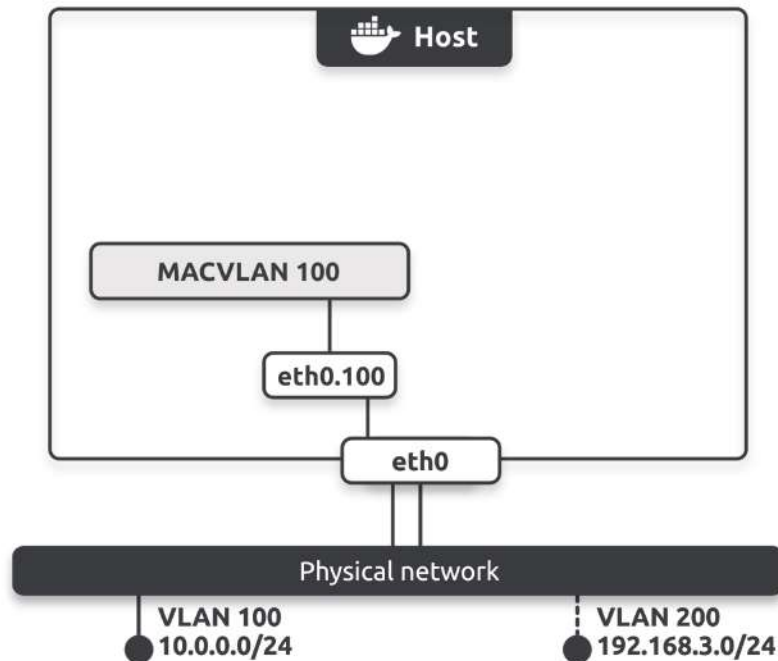 Host
MACVLAN 100
eth0.100
eth0
Physical network
VLAN 100
10.0.0.0/24
VLAN 200
192.168.3.0/24